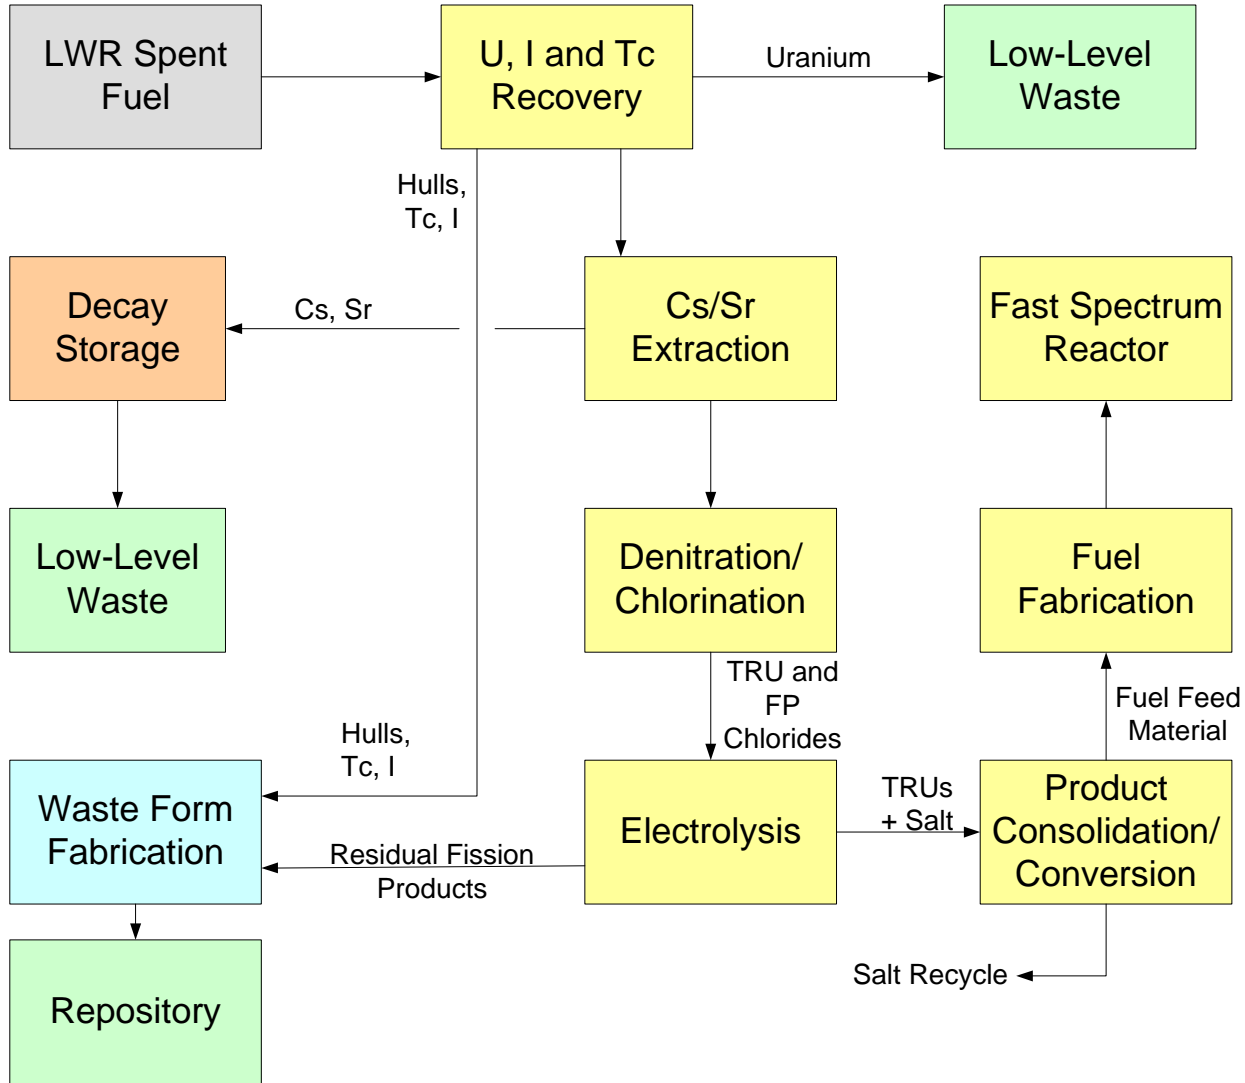 LWR Spent
Fuel
U, I and Tc
Recovery
Uranium
Low-Level
Waste
Hulls,
Tc, I
Decay
Storage
Cs, Sr
Cs/Sr
Extraction
Fast Spectrum
Reactor
Low-Level
Waste
Denitration/
Chlorination
Fuel
Fabrication
TRU and
FP
Chlorides
Fuel Feed
Material
Hulls,
Tc, I
Waste Form
Fabrication
Residual Fission
Products
Electrolysis
TRUs
+ Salt
Product
Consolidation/
Conversion
Salt Recycle
Repository